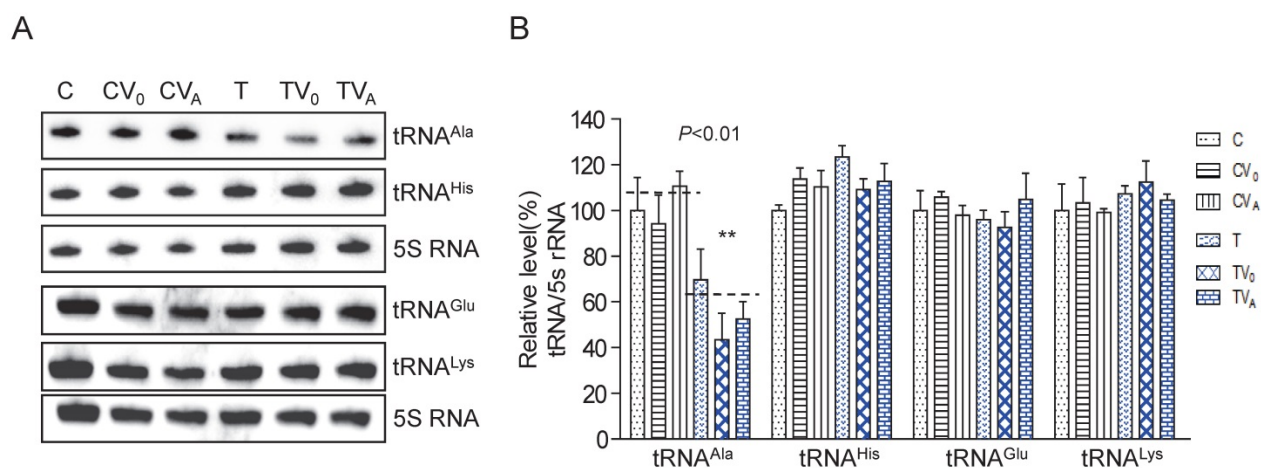 A
C CV₀ CVA T TV₀ TVA
tRNAAla
tRNAHis
5S RNA
tRNAGlu
tRNALys
5S RNA
B
Relative level(%)
tRNA/5s rRNA
140
120
100
80
60
40
20
0
P<0.01
**
tRNAAla tRNAHis tRNAGlu tRNALys
C
CV₀
CVA
T
TV₀
TVA